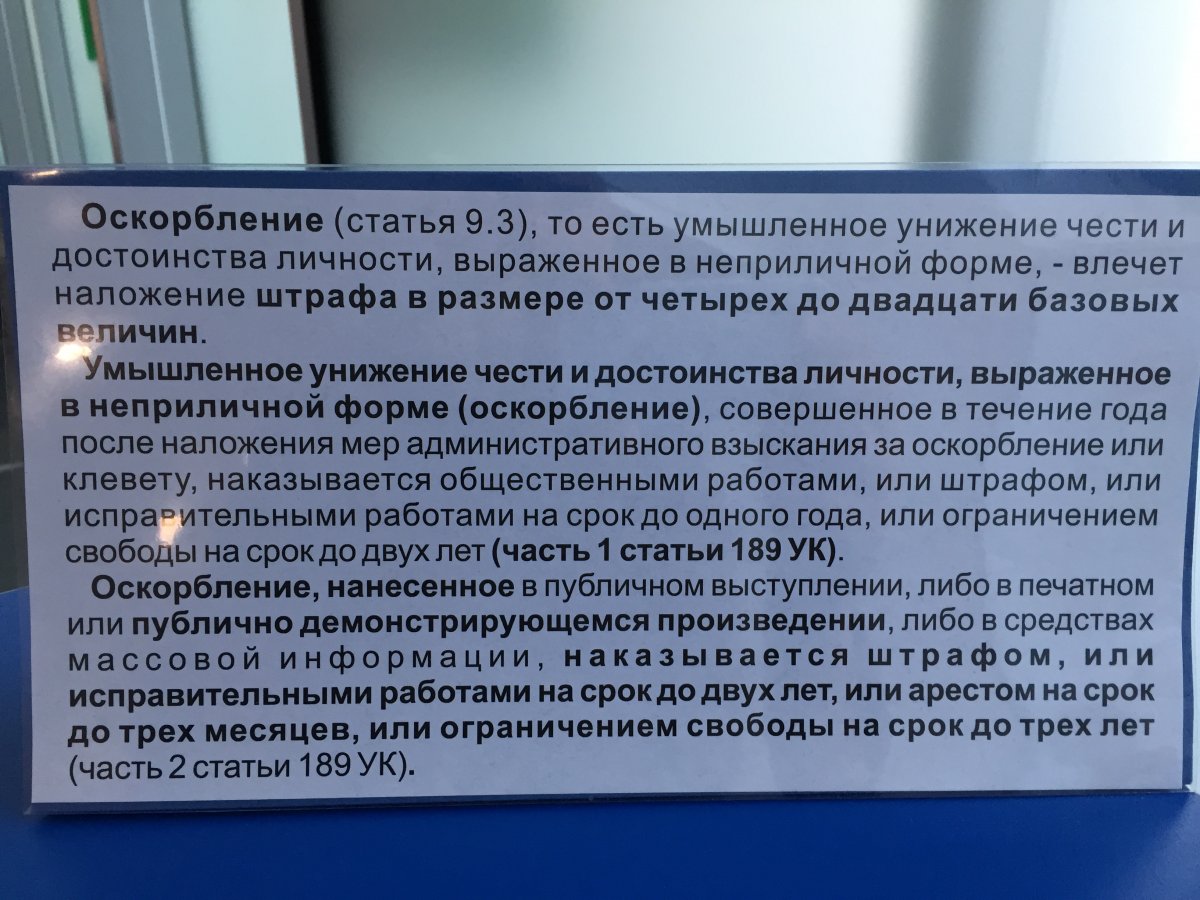 Оскорбление (статья 9.3), то есть умышленное унижение чести и
достоинства личности, выраженное в неприличной форме, - влечет
наложение штрафа в размере от четырех до двадцати базовых
величин.
Умышленное унижение чести и достоинства личности, выраженное
в неприличной форме (оскорбление), совершенное в течение года
после наложения мер административного взыскания за оскорбление или
клевету, наказывается общественными работами, или штрафом, или
исправительными работами на срок до одного года, или ограничением
свободы на срок до двух лет (часть 1 статьи 189 УК).
Оскорбление, нанесенное в публичном выступлении, либо в печатном
или публично демонстрирующемся произведении, либо в средствах
массовой информации, наказывается штрафом, или
исправительными работами на срок до двух лет, или арестом на срок
до трех месяцев, или ограничением свободы на срок до трех лет
(часть 2 статьи 189 УК).